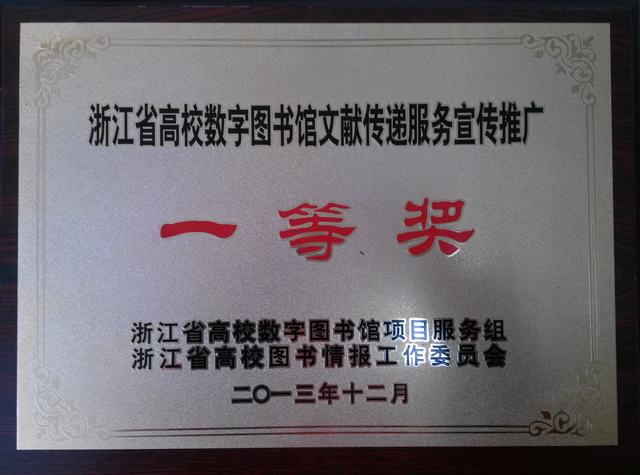 浙江省高校数字图书馆文献传递服务宣传推广
一等奖
浙江省高校数字图书馆项目服务组
浙江省高校图书情报工作委员会
二〇一三年十二月